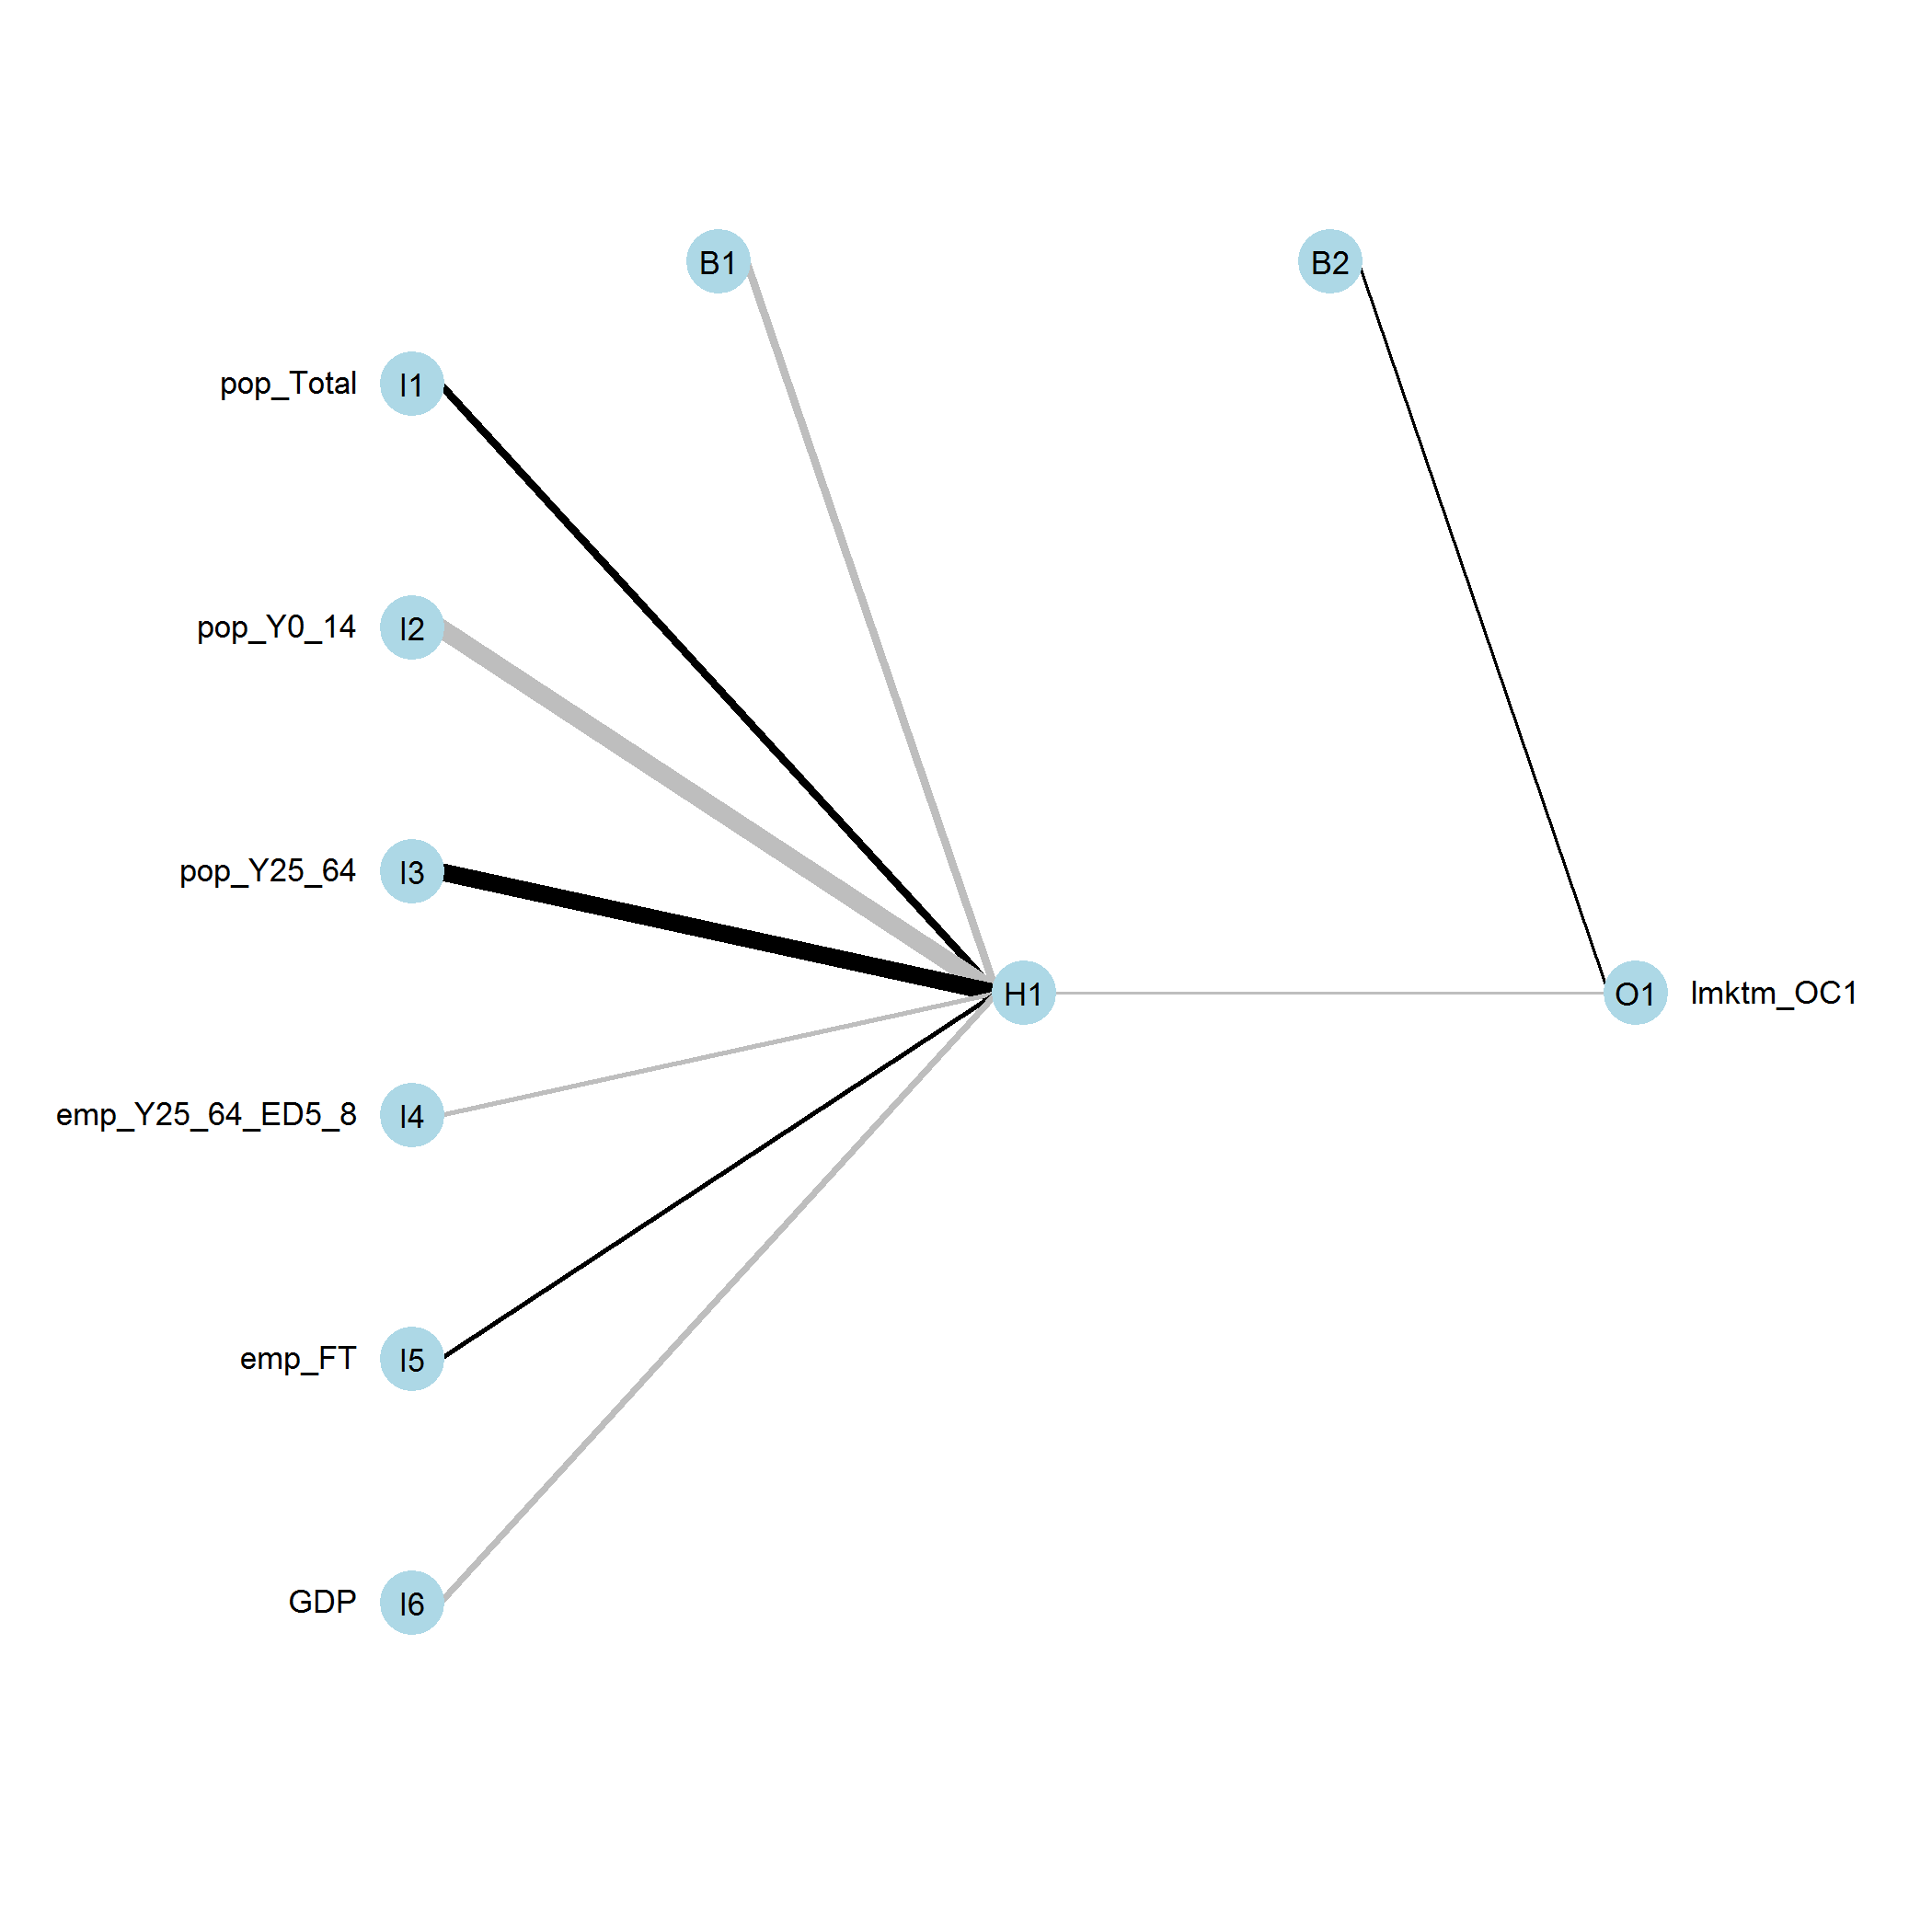 B1
B2
pop_Total I1
pop_Y0_14 I2
pop_Y25_64 I3
H1
O1 lmktm_OC1
emp_Y25_64_ED5_8 I4
emp_FT I5
GDP I6